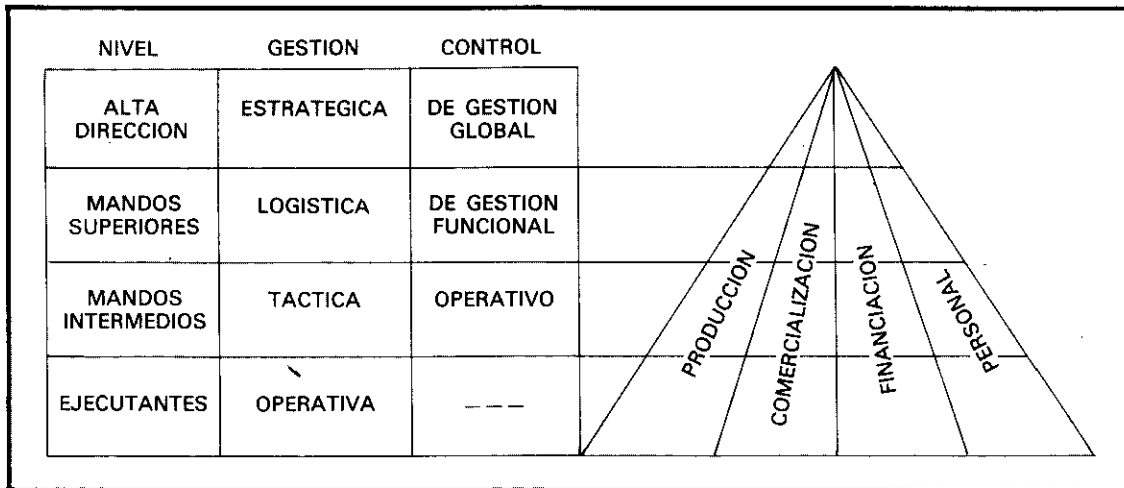 NIVEL GESTION CONTROL
ALTA DIRECCION ESTRATEGICA DE GESTION GLOBAL
MANDOS SUPERIORES LOGISTICA DE GESTION FUNCIONAL
MANDOS INTERMEDIOS TACTICA OPERATIVO
EJECUTANTES OPERATIVA ---
PRODUCCION
COMERCIALIZACION
FINANCIACION
PERSONAL